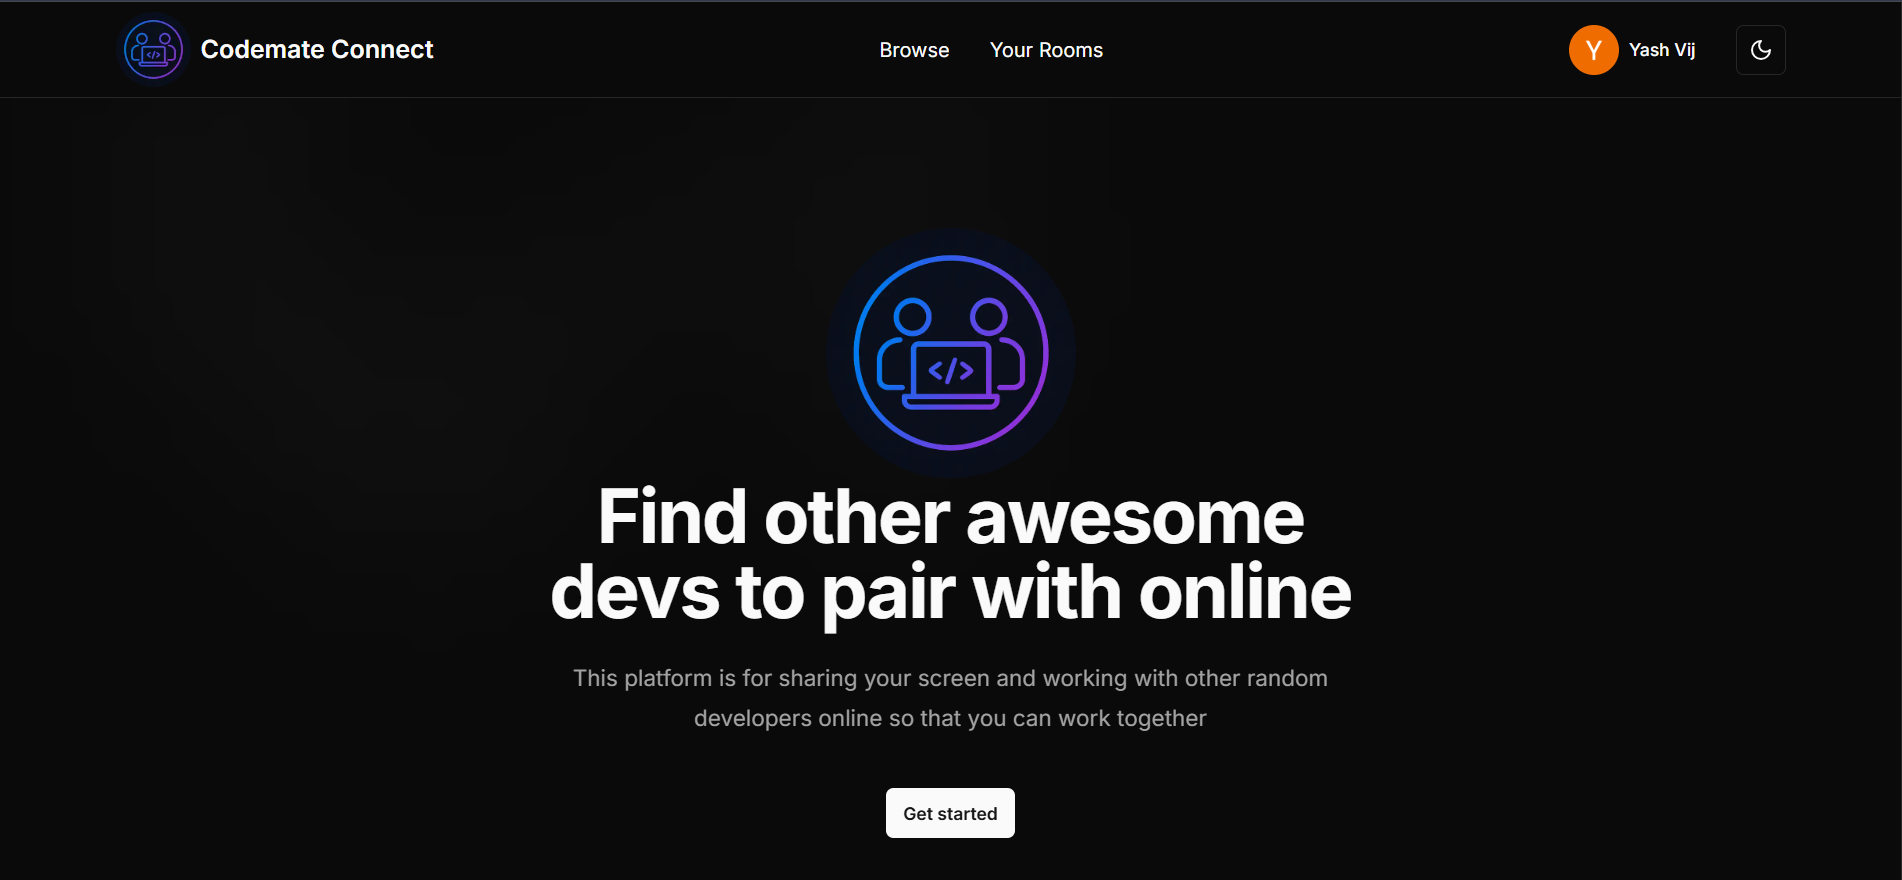 </>
Codemate Connect
Browse
Your Rooms
Y
Yash Vij
</>
Find other awesome
devs to pair with online
This platform is for sharing your screen and working with other random
developers online so that you can work together
Get started